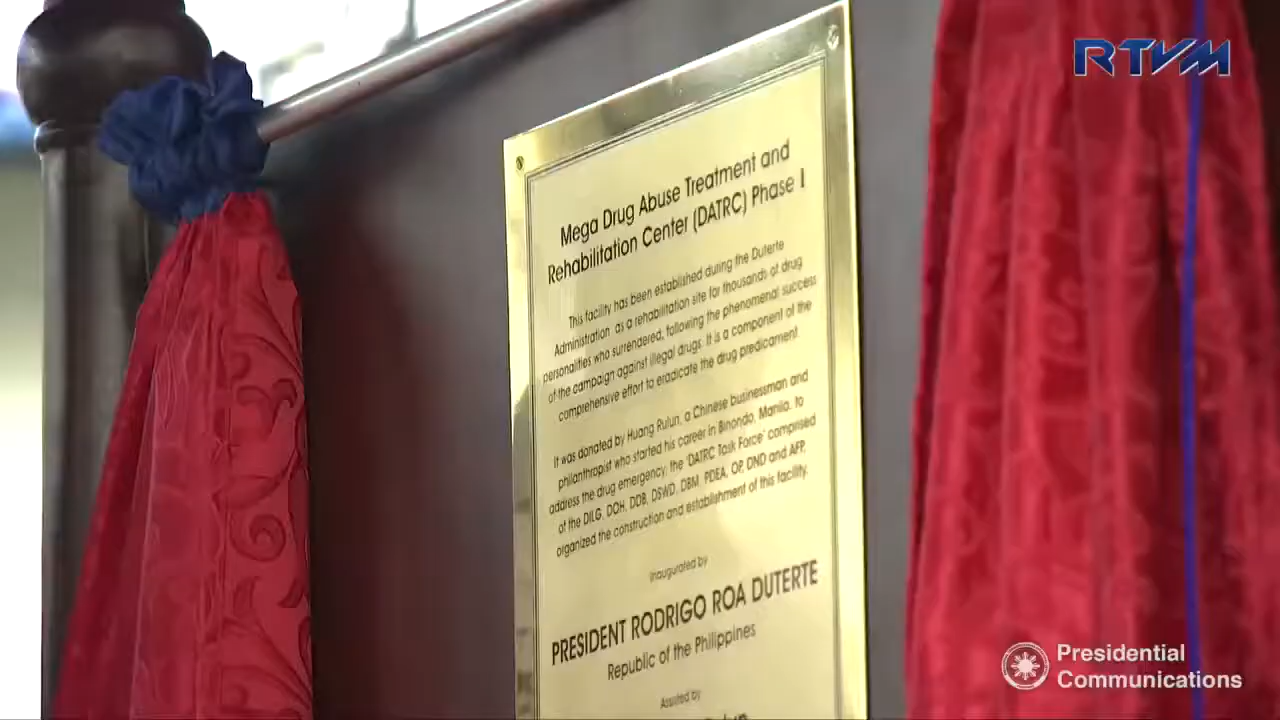 RTVM
Mega Drug Abuse Treatment and
Rehabilitation Center (DATRC) Phase I
This facility has been established during the Duterte
Administration as a rehabilitation site for thousands of drug
personalities who surrendered, following the phenomenal success
of the campaign against illegal drugs. It is a component of the
comprehensive effort to eradicate the drug predicament.
It was donated by Huang Rulun, a Chinese businessman and
philanthropist who started his career in Binondo, Manila. to
address the drug emergency, the 'DATRC Task Force' comprised
of the DILG, DOH, DDB, DSWD, DBM, PDEA, OP, DND and AFP,
organized the construction and establishment of this facility.
Inaugurated by
PRESIDENT RODRIGO ROA DUTERTE
Republic of the Philippines
Assisted by
Presidential
Communications